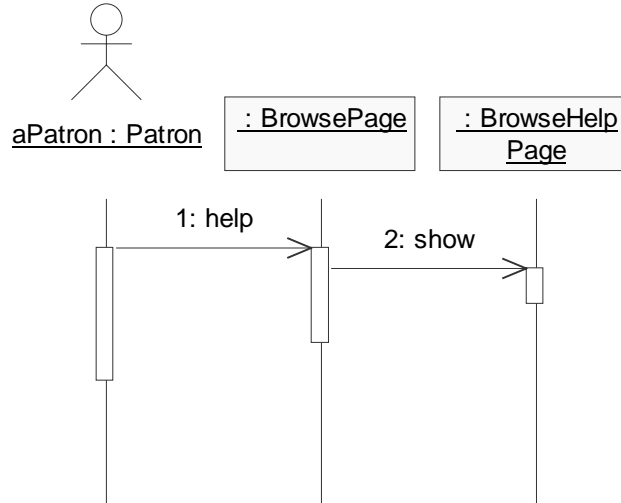 aPatron : Patron
: BrowsePage
: BrowseHelp
Page
1: help
2: show